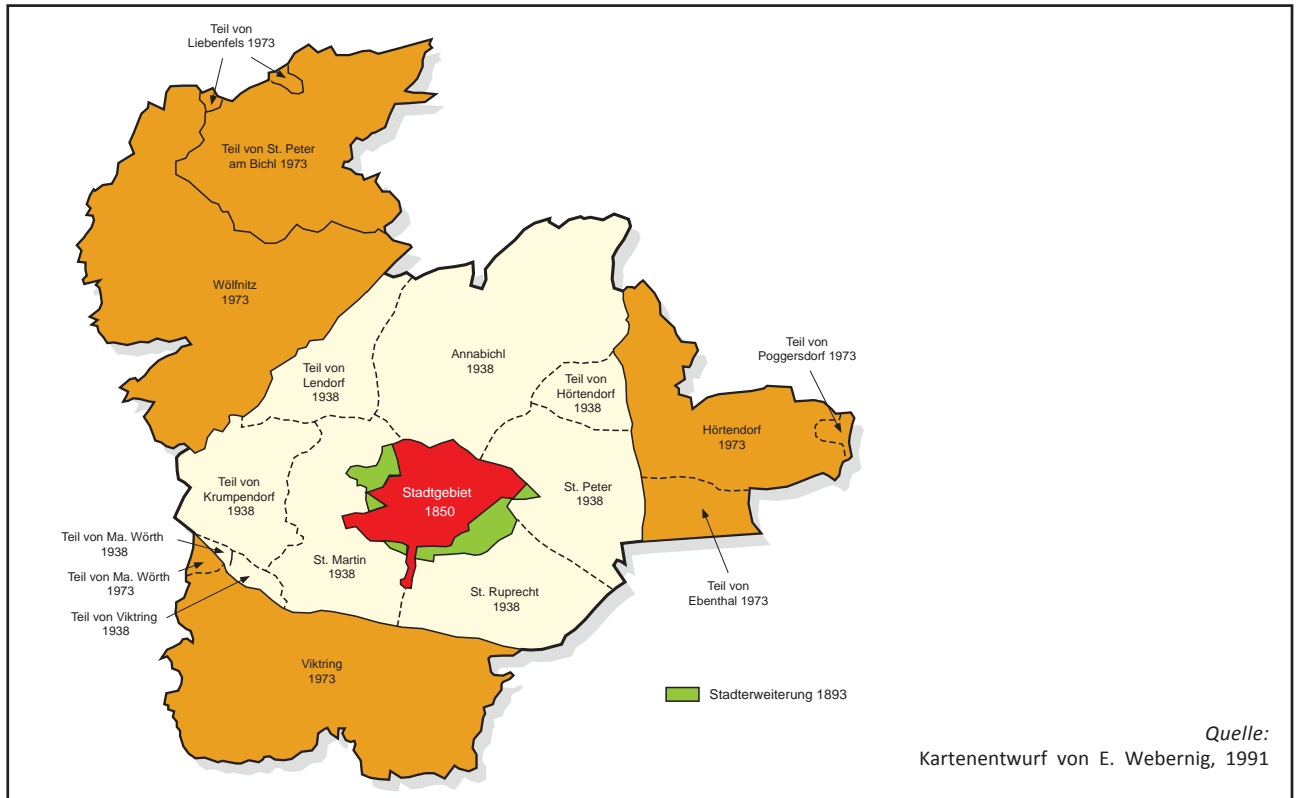 Teil von
Liebenfels 1973
Teil von St. Peter
am Bichl 1973
Wölfnitz
1973
Annabichl
1938
Teil von
Lendorf
1938
Teil von
Hörtendorf
1938
Teil von
Poggersdorf 1973
Hörtendorf
1973
Teil von
Krumpendorf
1938
Stadtgebiet
1850
St. Peter
1938
Teil von Ma. Wörth
1938
Teil von Ma. Wörth
1973
Teil von Viktring
1938
St. Martin
1938
St. Ruprecht
1938
Teil von
Ebenthal 1973
Viktring
1973
Stadterweiterung 1893
Quelle:
Kartenentwurf von E. Webernig, 1991